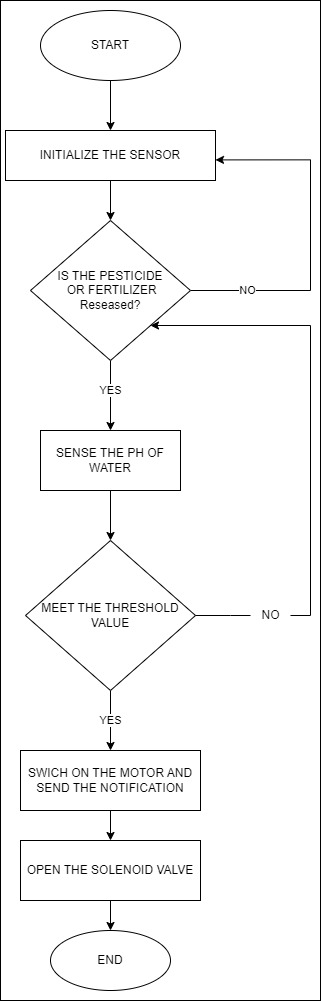 START
INITIALIZE THE SENSOR
IS THE PESTICIDE
OR FERTILIZER
Reseased?
NO
YES
SENSE THE PH OF
WATER
MEET THE THRESHOLD
VALUE
NO
YES
SWICH ON THE MOTOR AND
SEND THE NOTIFICATION
OPEN THE SOLENOID VALVE
END